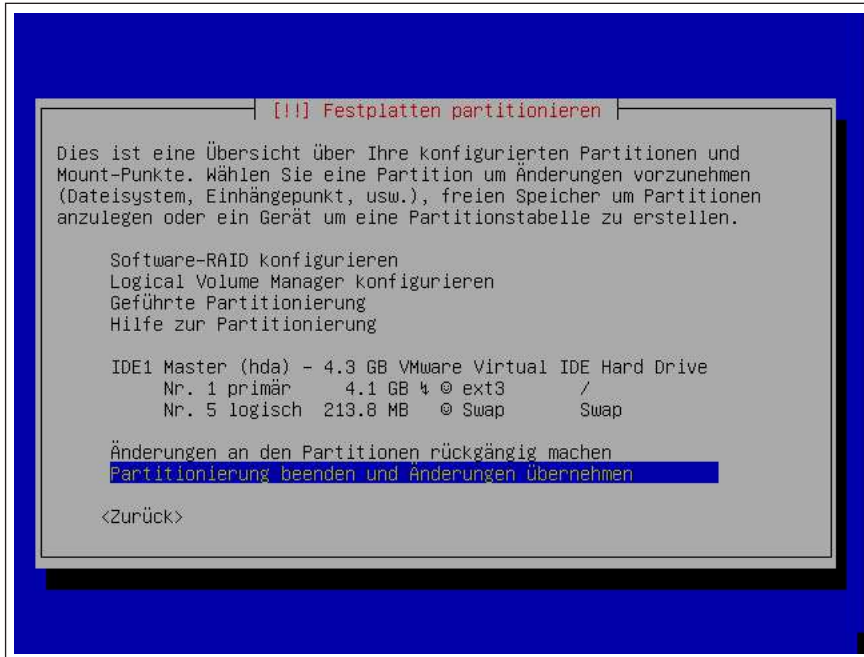 [!!] Festplatten partitionieren
Dies ist eine Übersicht über Ihre konfigurierten Partitionen und
Mount-Punkte. Wählen Sie eine Partition um Änderungen vorzunehmen
(Dateisystem, Einhängepunkt, usw.), freien Speicher um Partitionen
anzulegen oder ein Gerät um eine Partitionstabelle zu erstellen.
Software-RAID konfigurieren
Logical Volume Manager konfigurieren
Geführte Partitionierung
Hilfe zur Partitionierung
IDE1 Master (hda) - 4.3 GB VMware Virtual IDE Hard Drive
Nr. 1 primär 4.1 GB ↯ ☺ ext3 /
Nr. 5 logisch 213.8 MB ☺ Swap Swap
Änderungen an den Partitionen rückgängig machen
Partitionierung beenden und Änderungen übernehmen
<Zurück>